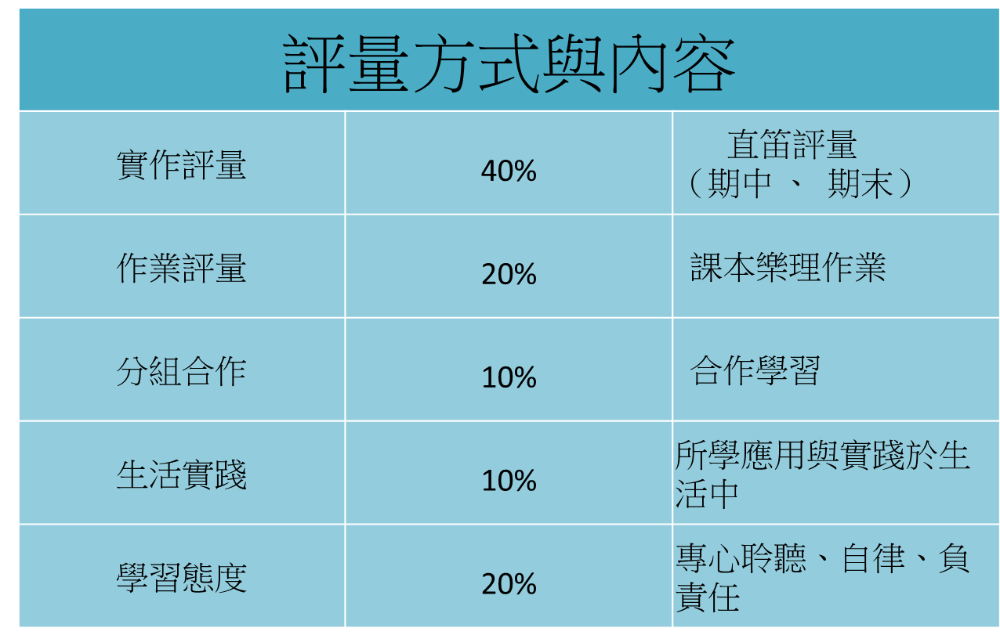 評量方式與內容
實作評量
40%
直笛評量
（期中 、 期末）
作業評量
20%
課本樂理作業
分組合作
10%
合作學習
生活實踐
10%
所學應用與實踐於生
活中
學習態度
20%
專心聆聽、自律、負
責任